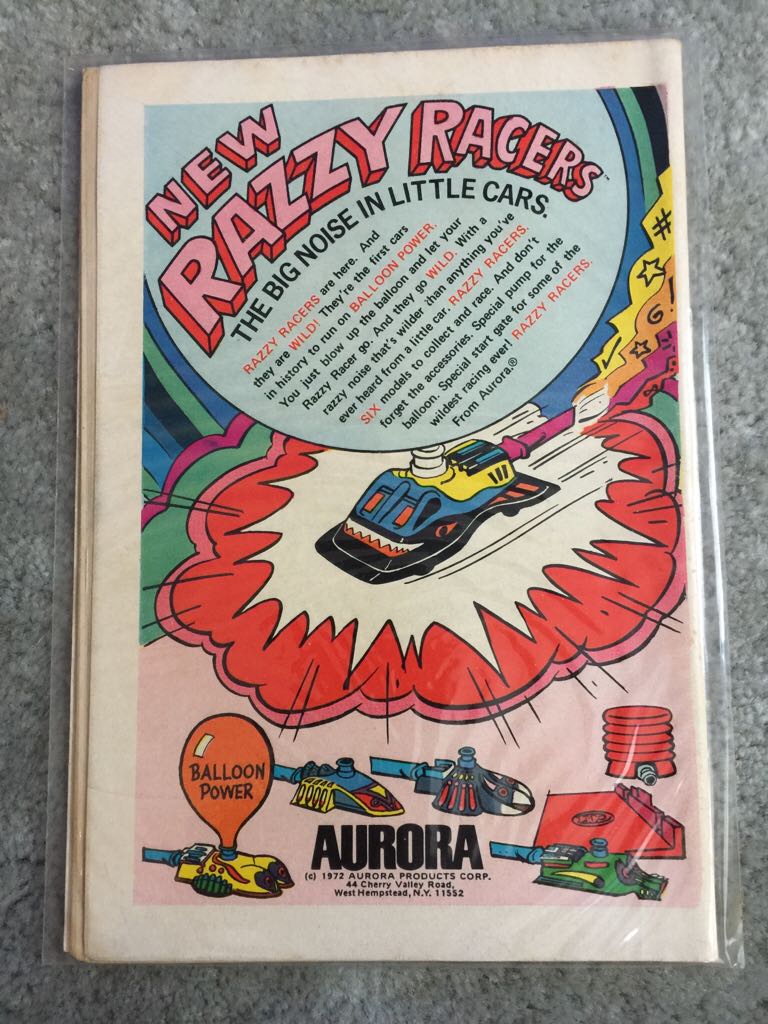 NEW
RAZZY RACERS™
THE BIG NOISE IN LITTLE CARS.
RAZZY RACERS are here. And
they are WILD! They're the first cars
in history to run on BALLOON POWER.
You just blow up the balloon and let your
Razzy Racer go. And they go WILD. With a
razzy noise that's wilder than anything you've
ever heard from a little car. RAZZY RACERS.
SIX models to collect and race. And don't
forget the accessories. Special pump for the
balloon. Special start gate for some of the
wildest racing ever! RAZZY RACERS.
From Aurora.®
BALLOON
POWER
AURORA
(c) 1972 AURORA PRODUCTS CORP.
44 Cherry Valley Road,
West Hempstead, N.Y. 11552